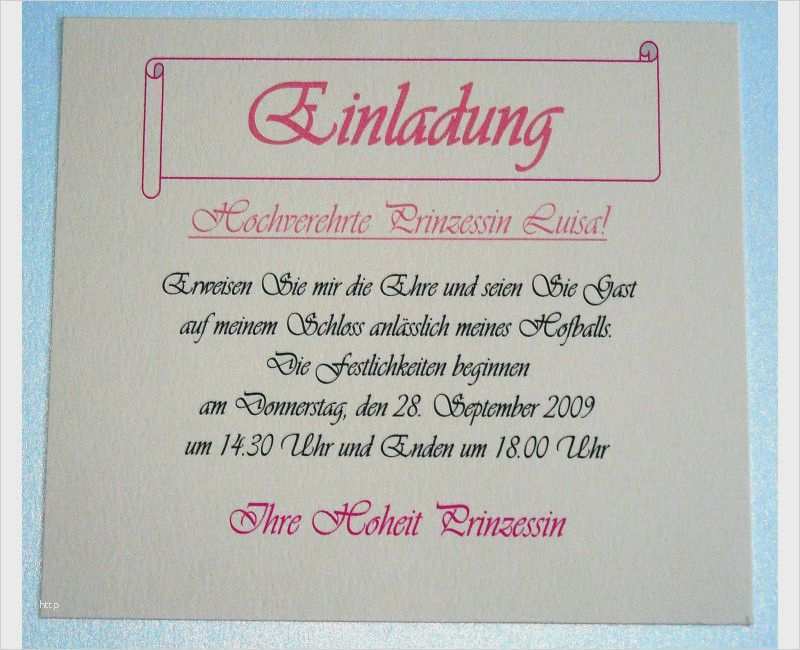 Einladung
Hochverehrte Prinzessin Luisa!
Erweisen Sie mir die Ehre und seien Sie Gast
auf meinem Schloss anlässlich meines Hofballs.
Die Festlichkeiten beginnen
am Donnerstag, den 28. September 2009
um 14.30 Uhr und Enden um 18.00 Uhr
Ihre Hoheit Prinzessin
http